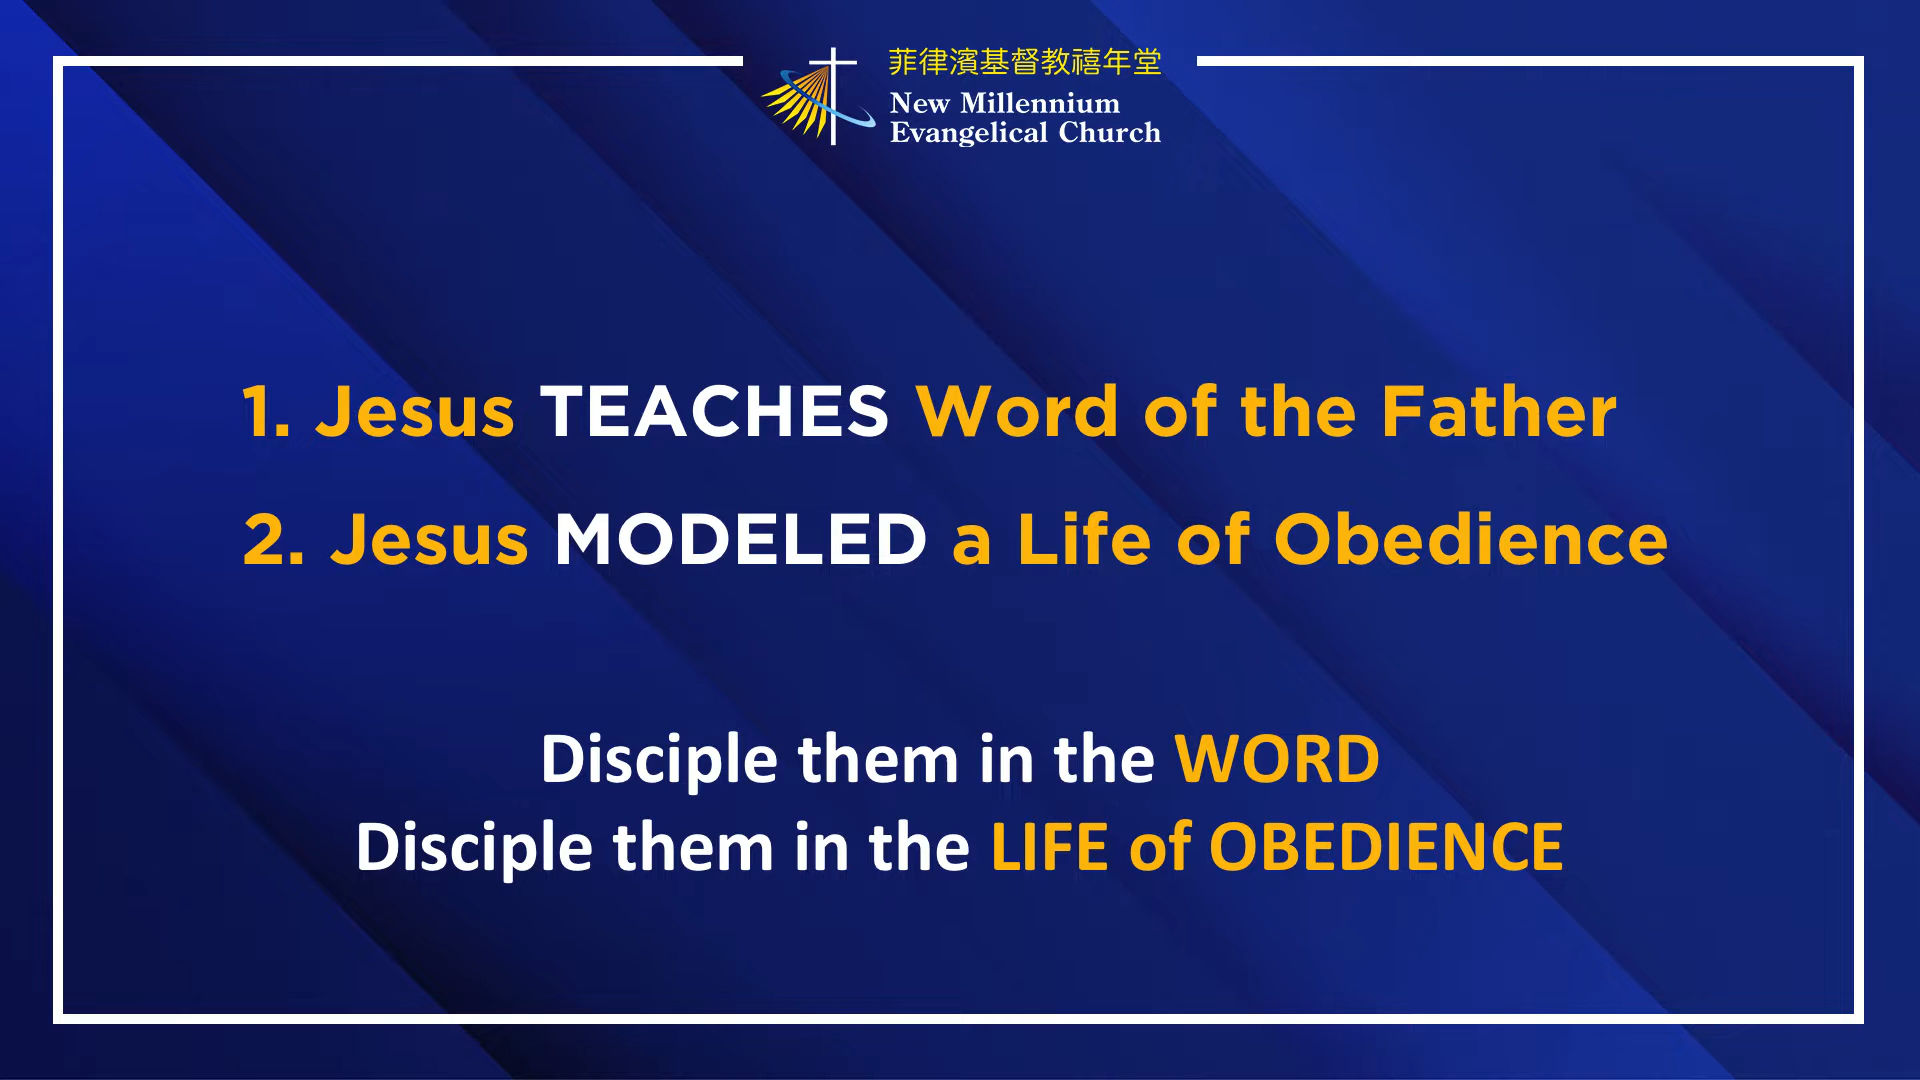 菲律濱基督教禧年堂
New Millennium
Evangelical Church
1. Jesus TEACHES Word of the Father
2. Jesus MODELED a Life of Obedience
Disciple them in the WORD
Disciple them in the LIFE of OBEDIENCE